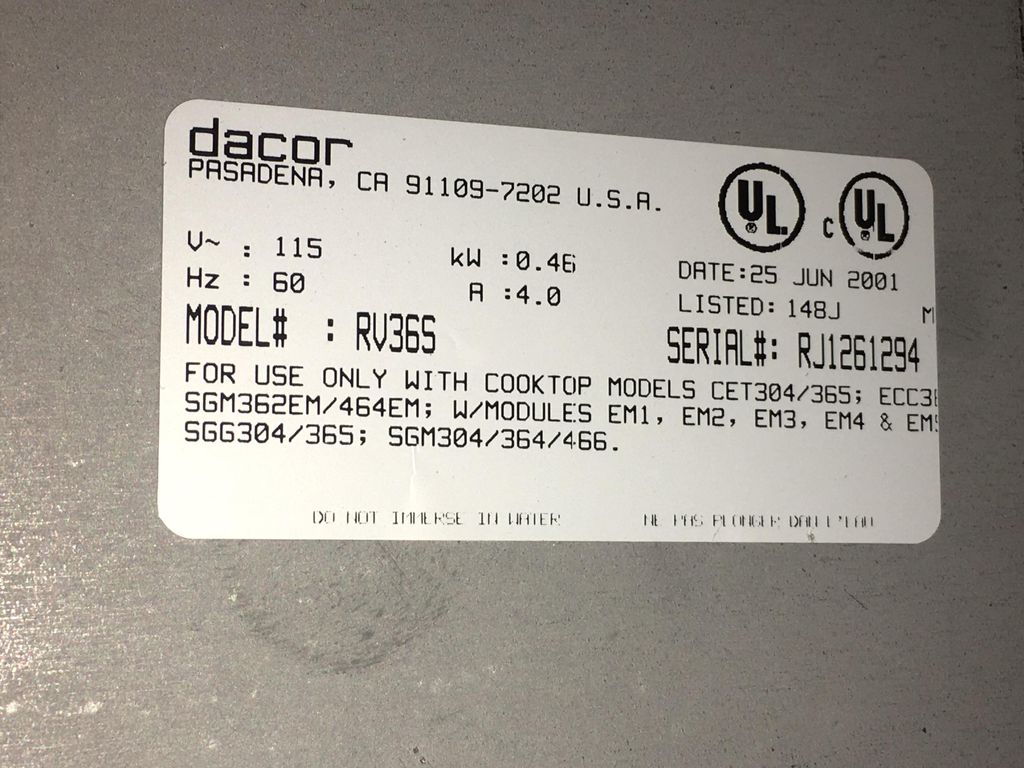 dacor
PASADENA, CA 91109-7202 U.S.A.
UL ® C UL ®
V~ : 115 kW :0.46 DATE:25 JUN 2001
Hz : 60 A :4.0 LISTED: 148J
MODEL# : RV36S SERIAL#: RJ1261294
FOR USE ONLY WITH COOKTOP MODELS CET304/365;
SGM362EM/464EM; W/MODULES EM1, EM2, EM3, EM4 &
SGG304/365; SGM304/364/466.
DO NOT IMMERSE IN WATER NE PAS PLONGER DAN L'EAU